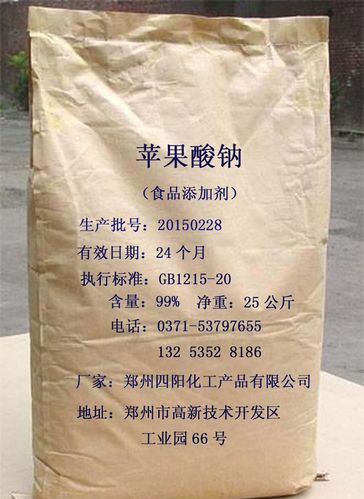 苹果酸钠
（食品添加剂）
生产批号：20150228
有效日期：24个月
执行标准：GB1215-20
含量：99% 净重：25公斤
电话：0371-53797655
132 5352 8186
厂家：郑州四阳化工产品有限公司
地址：郑州市高新技术开发区
工业园66号